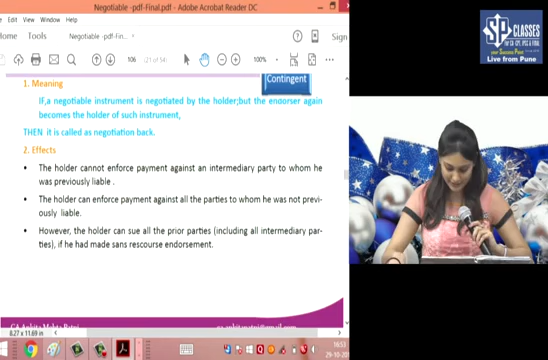 Negotiable -pdf-Final.pdf - Adobe Acrobat Reader DC
Edit View Window Help
Home Tools Negotiable -pdf-Fin... Sign
106 (21 of 54) 100%
Contingent
1. Meaning
If,a negotiable instrument is negotiated by the holder;but the endorser again
becomes the holder of such instrument,
THEN it is called as negotiation back.
2. Effects
• The holder cannot enforce payment against an intermediary party to whom he
was previously liable .
• The holder can enforce payment against all the parties to whom he was not previ-
ously liable.
• However, the holder can sue all the prior parties (including all intermediary par-
ties), if he had made sans rescourse endorsement.
CA Ankita Mehta Patni
8.27 x 11.69 in
16:53
CLASSES
Live from Pune